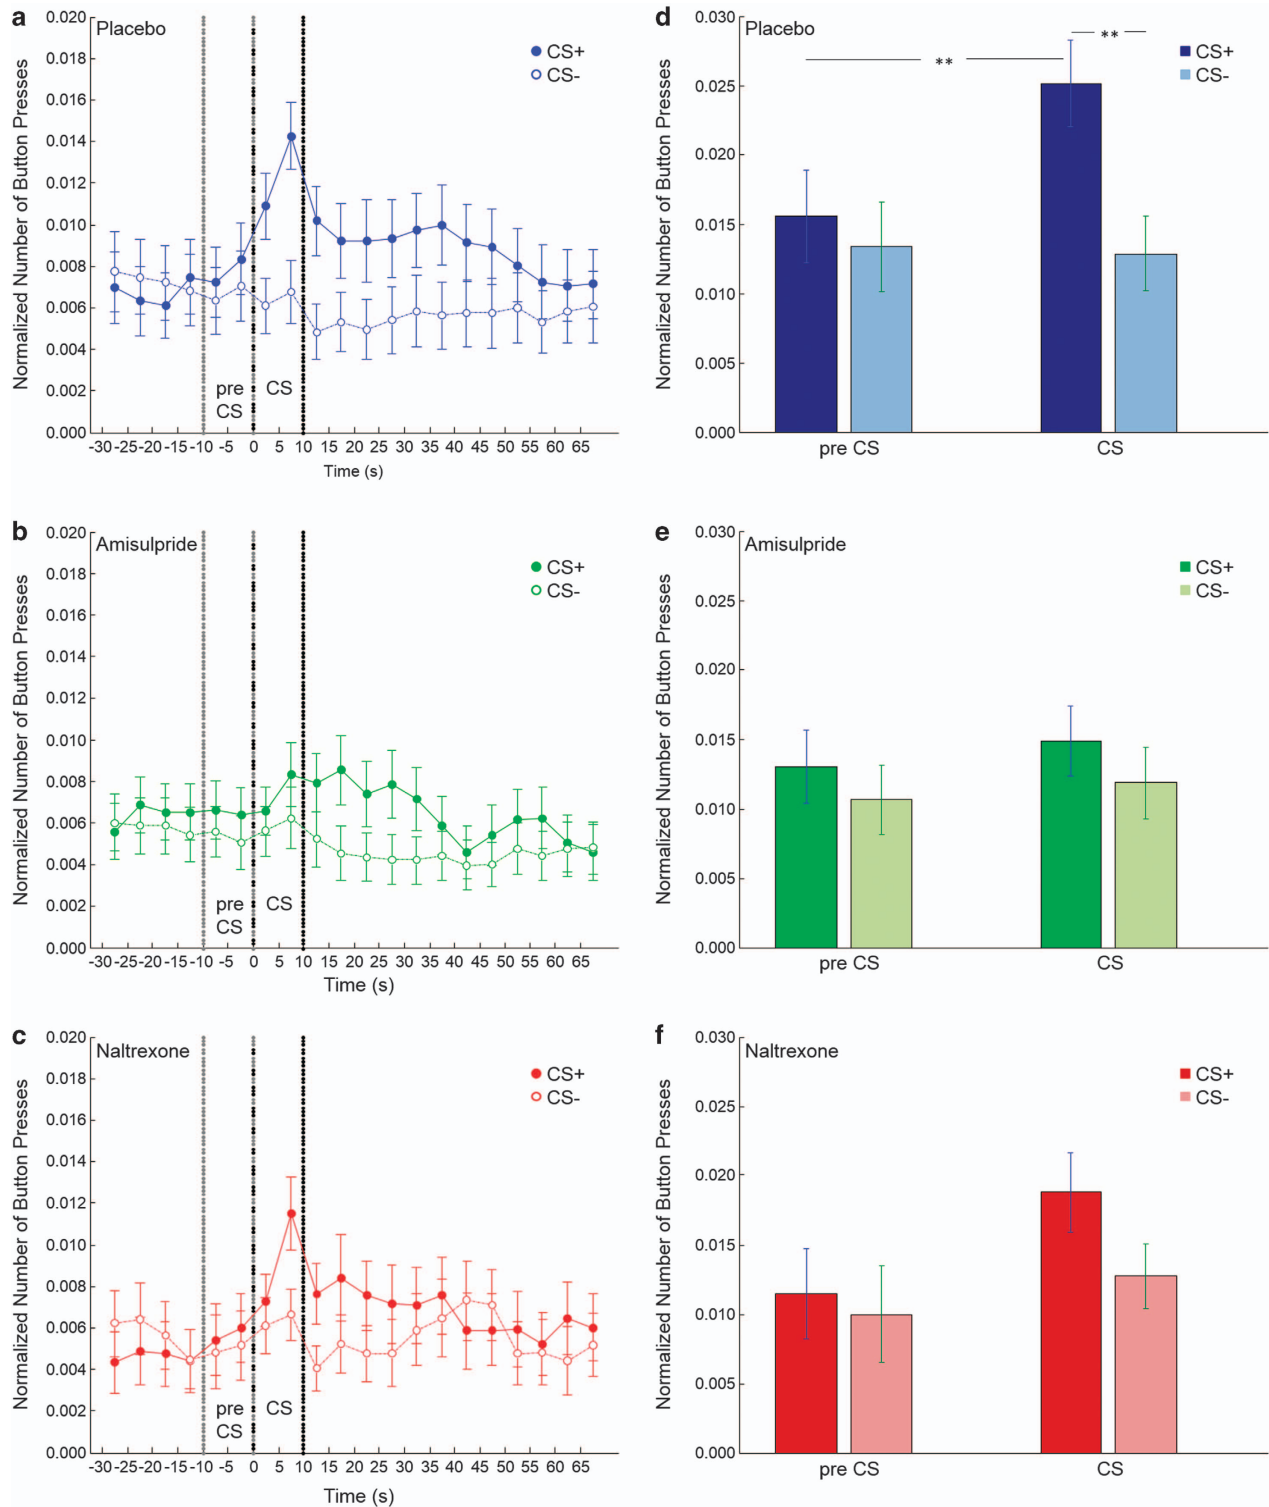 a
Placebo
CS+
CS-
Normalized Number of Button Presses
0.020
0.018
0.016
0.014
0.012
0.010
0.008
0.006
0.004
0.002
0.000
pre
CS
CS
-30 -25 -20 -15 -10 -5 0 5 10 15 20 25 30 35 40 45 50 55 60 65
Time (s)
d
Placebo
CS+
CS-
**
**
Normalized Number of Button Presses
0.030
0.025
0.020
0.015
0.010
0.005
0.000
pre CS
CS
b
Amisulpride
CS+
CS-
Normalized Number of Button Presses
0.020
0.018
0.016
0.014
0.012
0.010
0.008
0.006
0.004
0.002
0.000
pre
CS
CS
-30 -25 -20 -15 -10 -5 0 5 10 15 20 25 30 35 40 45 50 55 60 65
Time (s)
e
Amisulpride
CS+
CS-
Normalized Number of Button Presses
0.030
0.025
0.020
0.015
0.010
0.005
0.000
pre CS
CS
c
Naltrexone
CS+
CS-
Normalized Number of Button Presses
0.020
0.018
0.016
0.014
0.012
0.010
0.008
0.006
0.004
0.002
0.000
pre
CS
CS
-30 -25 -20 -15 -10 -5 0 5 10 15 20 25 30 35 40 45 50 55 60 65
Time (s)
f
Naltrexone
CS+
CS-
Normalized Number of Button Presses
0.030
0.025
0.020
0.015
0.010
0.005
0.000
pre CS
CS